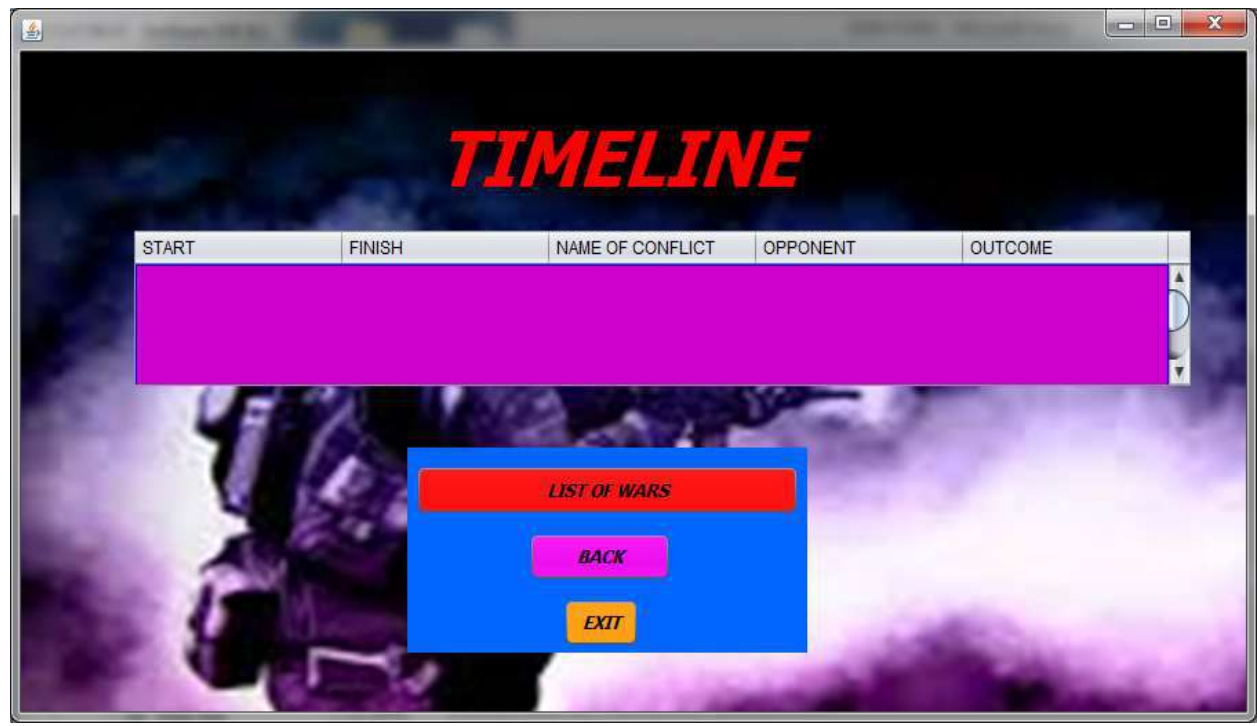 TIMELINE
START FINISH NAME OF CONFLICT OPPONENT OUTCOME
LIST OF WARS
BACK
EXIT